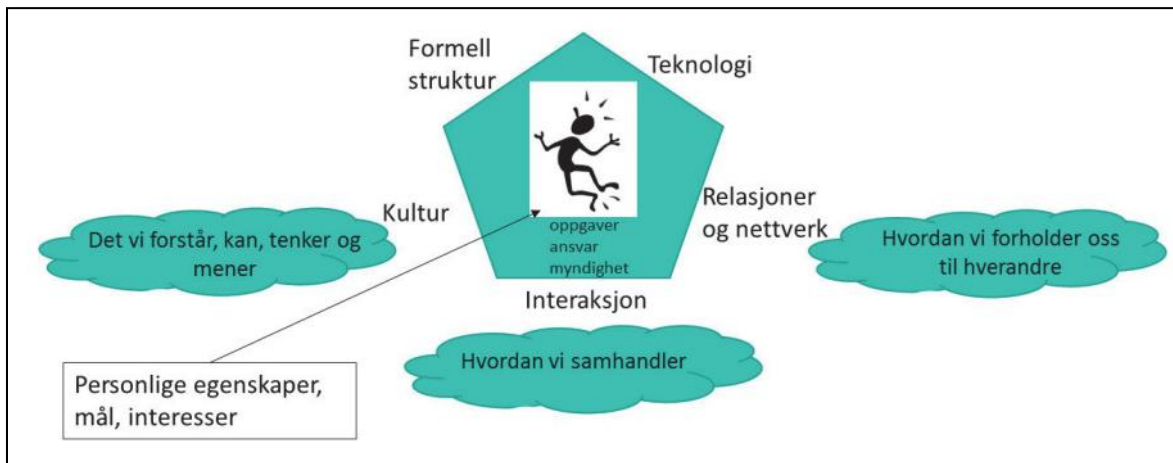 Formell
struktur
Teknologi
Kultur
Relasjoner
og nettverk
oppgaver
ansvar
myndighet
Interaksjon
Det vi forstår, kan, tenker og
mener
Hvordan vi forholder oss
til hverandre
Hvordan vi samhandler
Personlige egenskaper,
mål, interesser